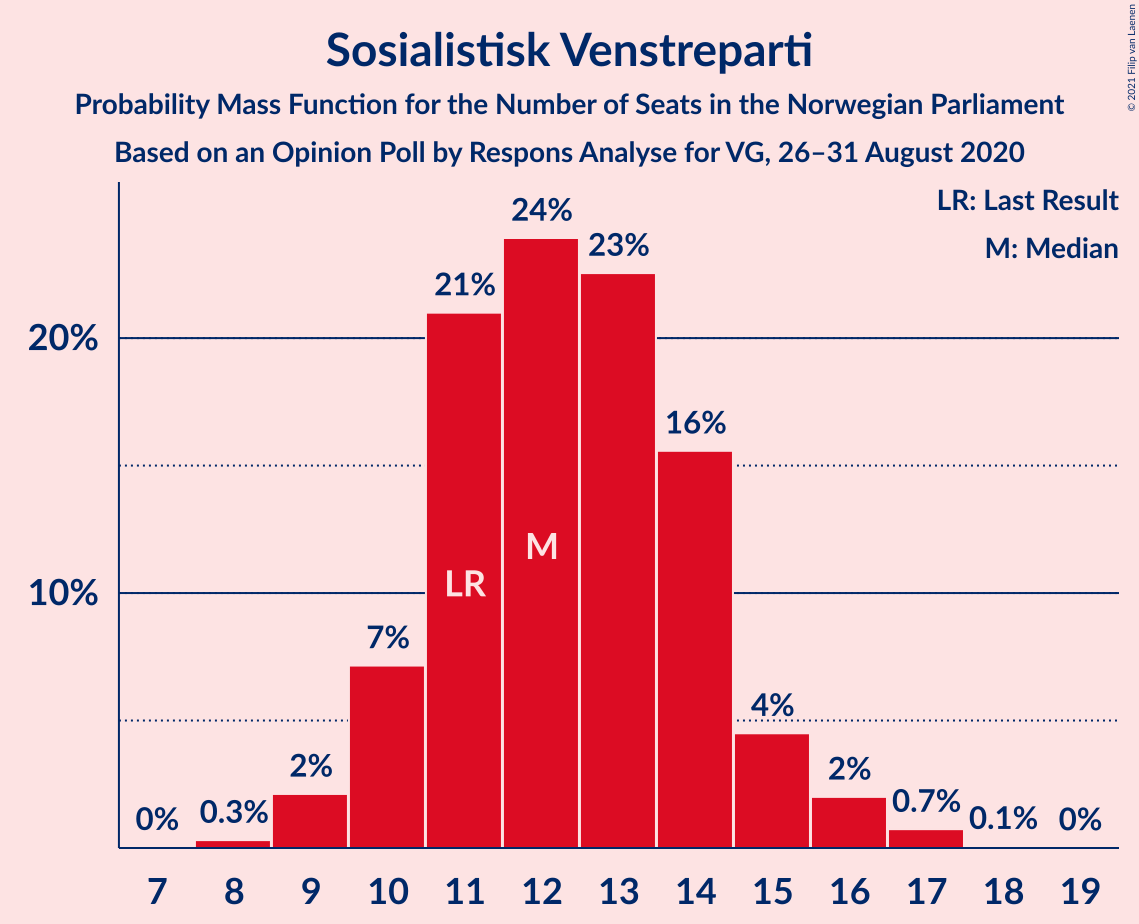 Sosialistisk Venstreparti
Probability Mass Function for the Number of Seats in the Norwegian Parliament
Based on an Opinion Poll by Respons Analyse for VG, 26–31 August 2020
© 2021 Filip van Laenen
LR: Last Result
M: Median
24%
23%
21%
20%
16%
M
LR
10%
7%
4%
2%
2%
0.7%
0.3%
0.1%
0%
0%
7 8 9 10 11 12 13 14 15 16 17 18 19